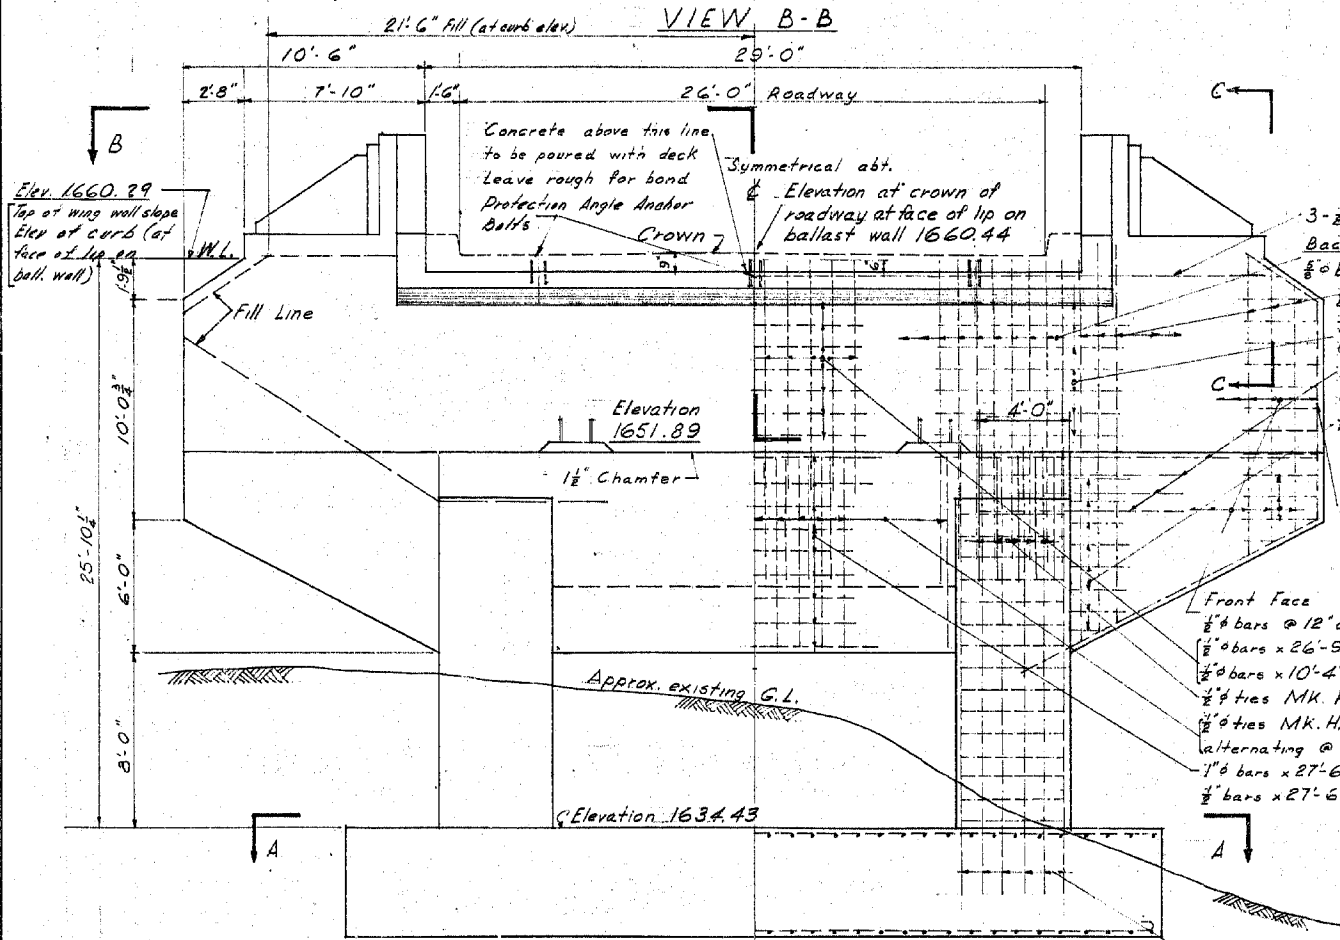 VIEW B-B
21'-6" Fill (at curb elev)
10'-6"
29'-0"
2'-8"
7'-10"
1'-6"
26'-0" Roadway
B
C
Concrete above this line
to be poured with deck
Leave rough for bond
Protection Angle Anchor
Bolts
Symmetrical abt.
℄
Elevation at crown of
roadway at face of lip on
ballast wall 1660.44
Crown
Elev. 1660.29
Top of wing wall slope
Elev of curb (at
face of lip on
ball. wall)
W.L.
1'-9½"
9"
6"
Fill Line
10'-0¾"
25'-10¼"
6'-0"
8'-0"
Elevation
1651.89
1½" Chamfer
4'-0"
C
Approx. existing G.L.
Elevation 1634.43
A
A
Front Face
½"ϕ bars @ 12"
½"ϕ bars x 26'-
½"ϕ bars x 10'-4
½"ϕ ties MK. H
½"ϕ ties MK. H.
alternating @
1"ϕ bars x 27'-6
½" bars x 27'-6